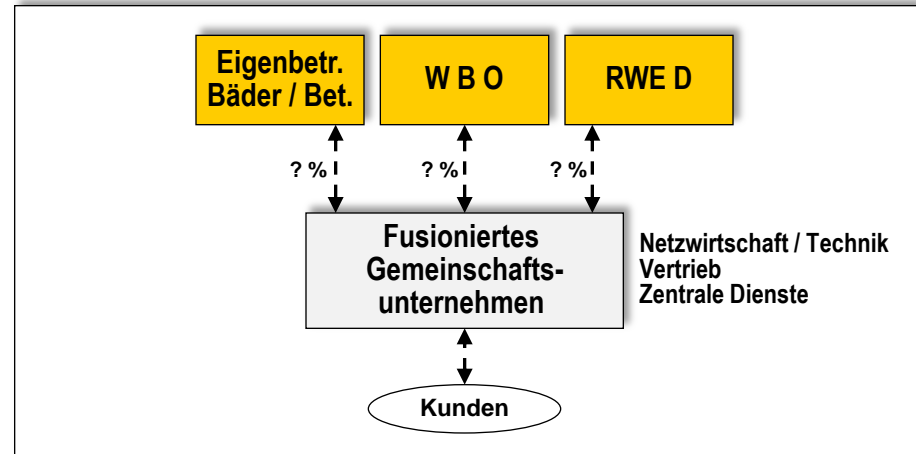 Eigenbetr.
Bäder / Bet.
W B O
RWE D
? %
? %
? %
Fusioniertes
Gemeinschafts-
unternehmen
Netzwirtschaft / Technik
Vertrieb
Zentrale Dienste
Kunden